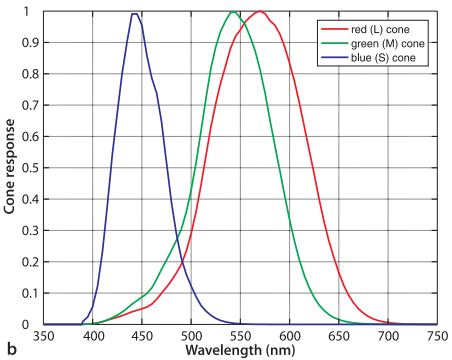 1
0.9
0.8
0.7
0.6
0.5
0.4
0.3
0.2
0.1
0
Cone response
red (L) cone
green (M) cone
blue (S) cone
350 400 450 500 550 600 650 700 750
Wavelength (nm)
b